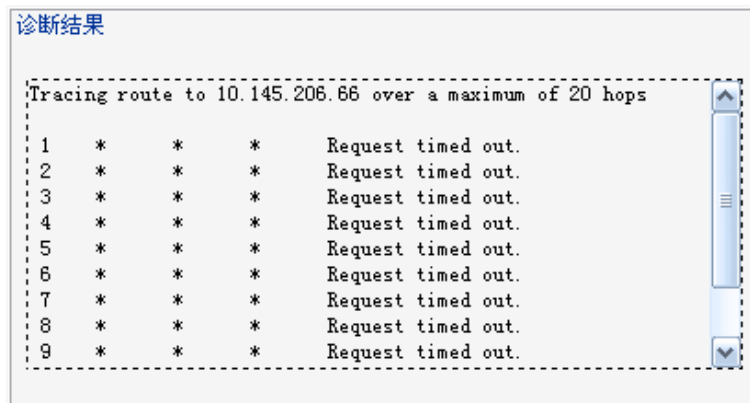 诊断结果
Tracing route to 10.145.206.66 over a maximum of 20 hops
1 * * * Request timed out.
2 * * * Request timed out.
3 * * * Request timed out.
4 * * * Request timed out.
5 * * * Request timed out.
6 * * * Request timed out.
7 * * * Request timed out.
8 * * * Request timed out.
9 * * * Request timed out.